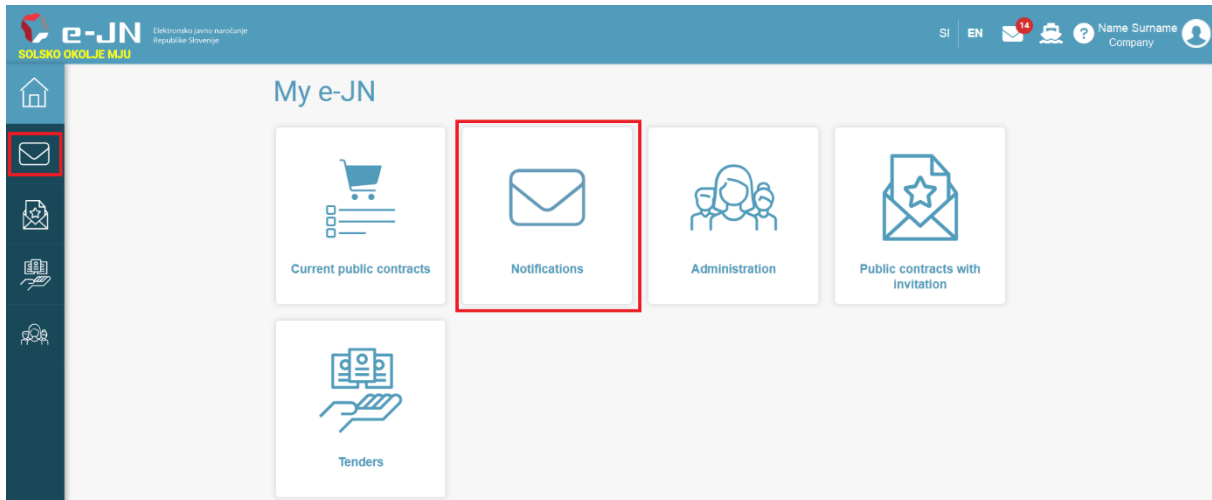 e-JN
Elektronsko javno naročanje
Republike Slovenije
SOLSKO OKOLJE MJU
SI EN 14 ? Name Surname
Company
My e-JN
Current public contracts
Notifications
Administration
Public contracts with
invitation
Tenders